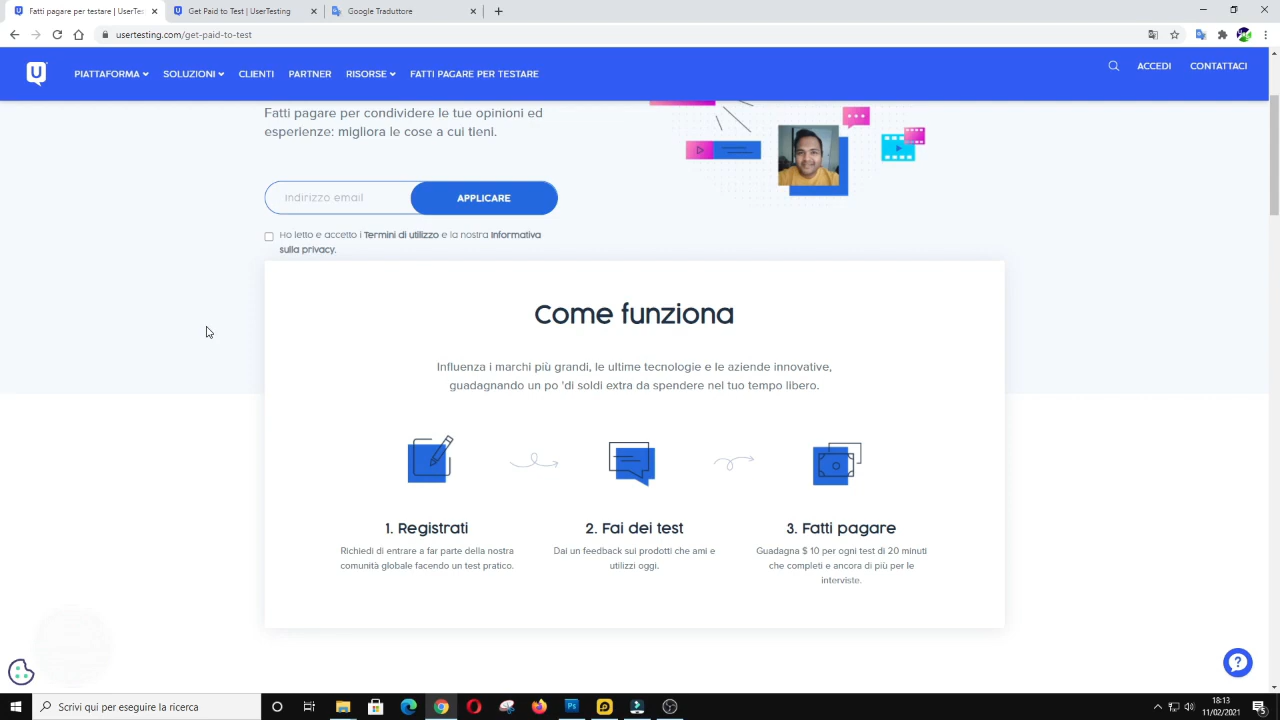 Fatti pagare per testare | UserTes
Get Paid to Test | UserTesting
Google Traduttore
usertesting.com/get-paid-to-test
PIATTAFORMA
SOLUZIONI
CLIENTI
PARTNER
RISORSE
FATTI PAGARE PER TESTARE
ACCEDI
CONTATTACI
Fatti pagare per condividere le tue opinioni ed
esperienze: migliora le cose a cui tieni.
Indirizzo email
APPLICARE
Ho letto e accetto i Termini di utilizzo e la nostra Informativa
sulla privacy.
Come funziona
Influenza i marchi più grandi, le ultime tecnologie e le aziende innovative,
guadagnando un po 'di soldi extra da spendere nel tuo tempo libero.
1. Registrati
Richiedi di entrare a far parte della nostra
comunità globale facendo un test pratico.
2. Fai dei test
Dai un feedback sui prodotti che ami e
utilizzi oggi.
3. Fatti pagare
Guadagna $ 10 per ogni test di 20 minuti
che completi e ancora di più per le
interviste.
Scrivi qui per eseguire la ricerca
Ps
18:13
11/02/2021